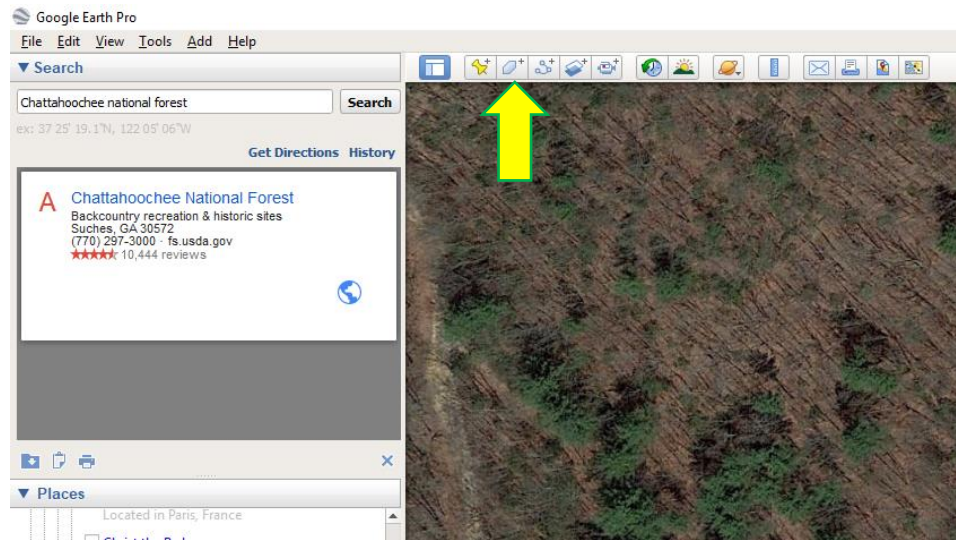 Google Earth Pro
File Edit View Tools Add Help
Search
Chattahoochee national forest Search
ex: 37 25' 19.1"N, 122 05' 06"W
Get Directions History
A Chattahoochee National Forest
Backcountry recreation & historic sites
Suches, GA 30572
(770) 297-3000 · fs.usda.gov
10,444 reviews
Places
Located in Paris, France